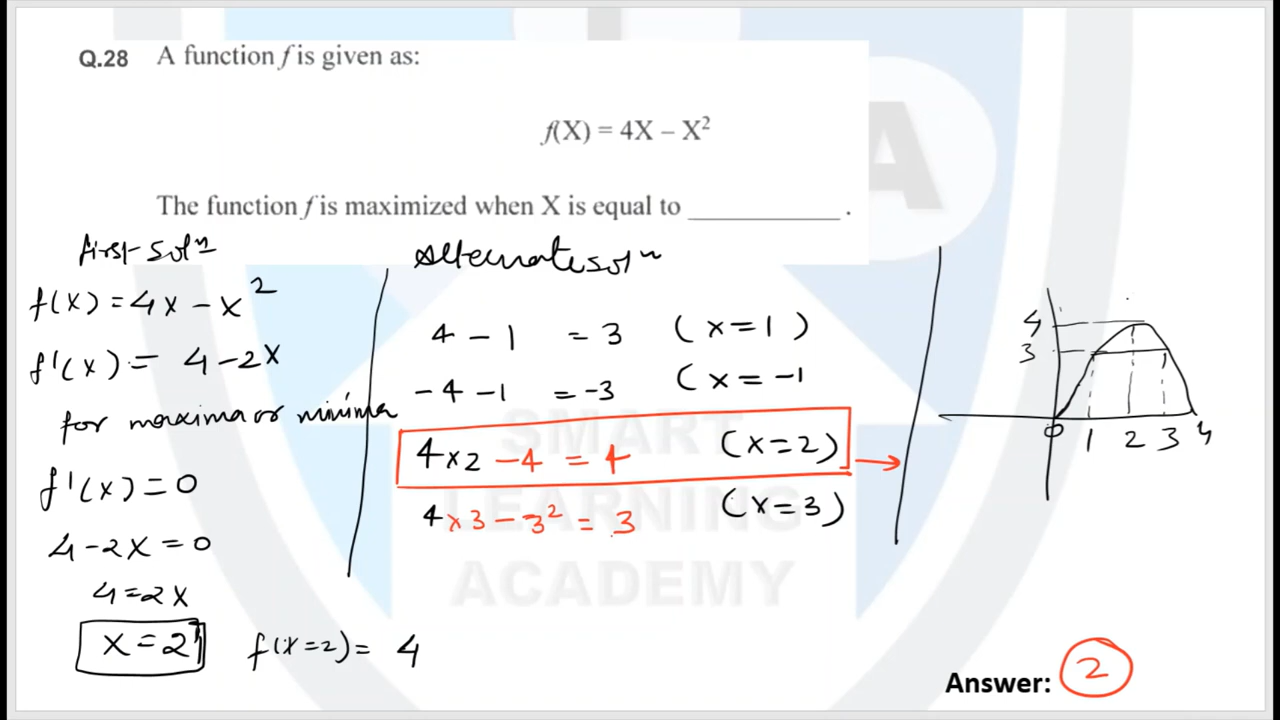 Q.28 A function f is given as:
f(X) = 4X – X²
The function f is maximized when X is equal to ____________ .
first solⁿ
f(x) = 4x – x²
f'(x) = 4 – 2x
for maxima or minima
f'(x) = 0
4 – 2x = 0
4 = 2x
x = 2
f(x=2) = 4
Alternate solⁿ
4 – 1 = 3 (x=1)
-4 – 1 = -3 (x = -1
4×2 – 4 = 4 (x=2)
4×3 – 3² = 3 (x=3)
4
3
0 1 2 3 4
SMART
LEARNING
ACADEMY
A
Answer: 2